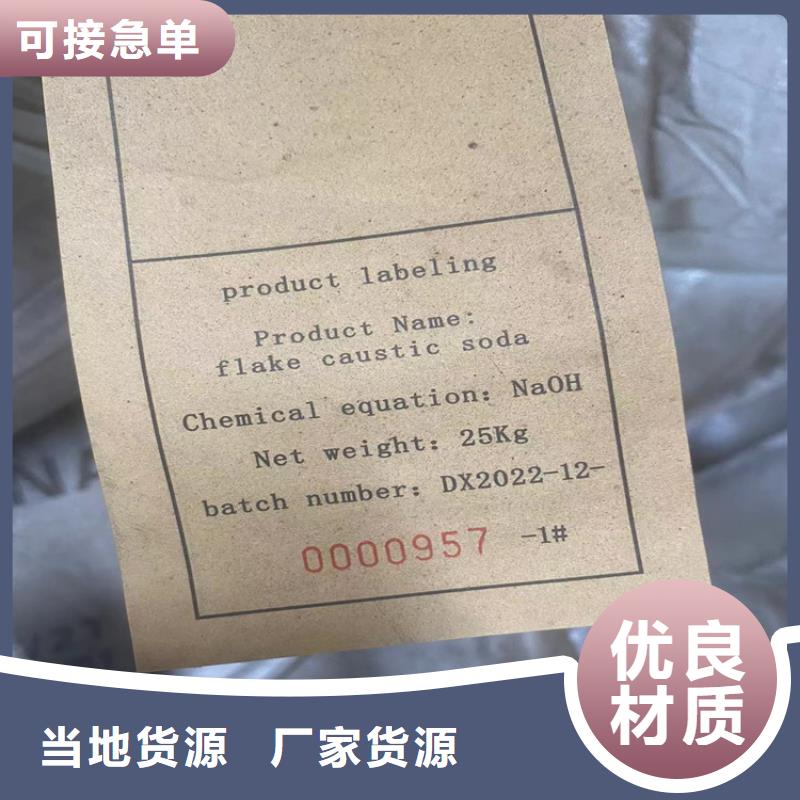 可接急单
product labeling
Product Name:
flake caustic soda
Chemical equation: NaOH
Net weight: 25Kg
batch number: DX2022-12-
0000957 -1#
优良
材质
当地货源 厂家货源